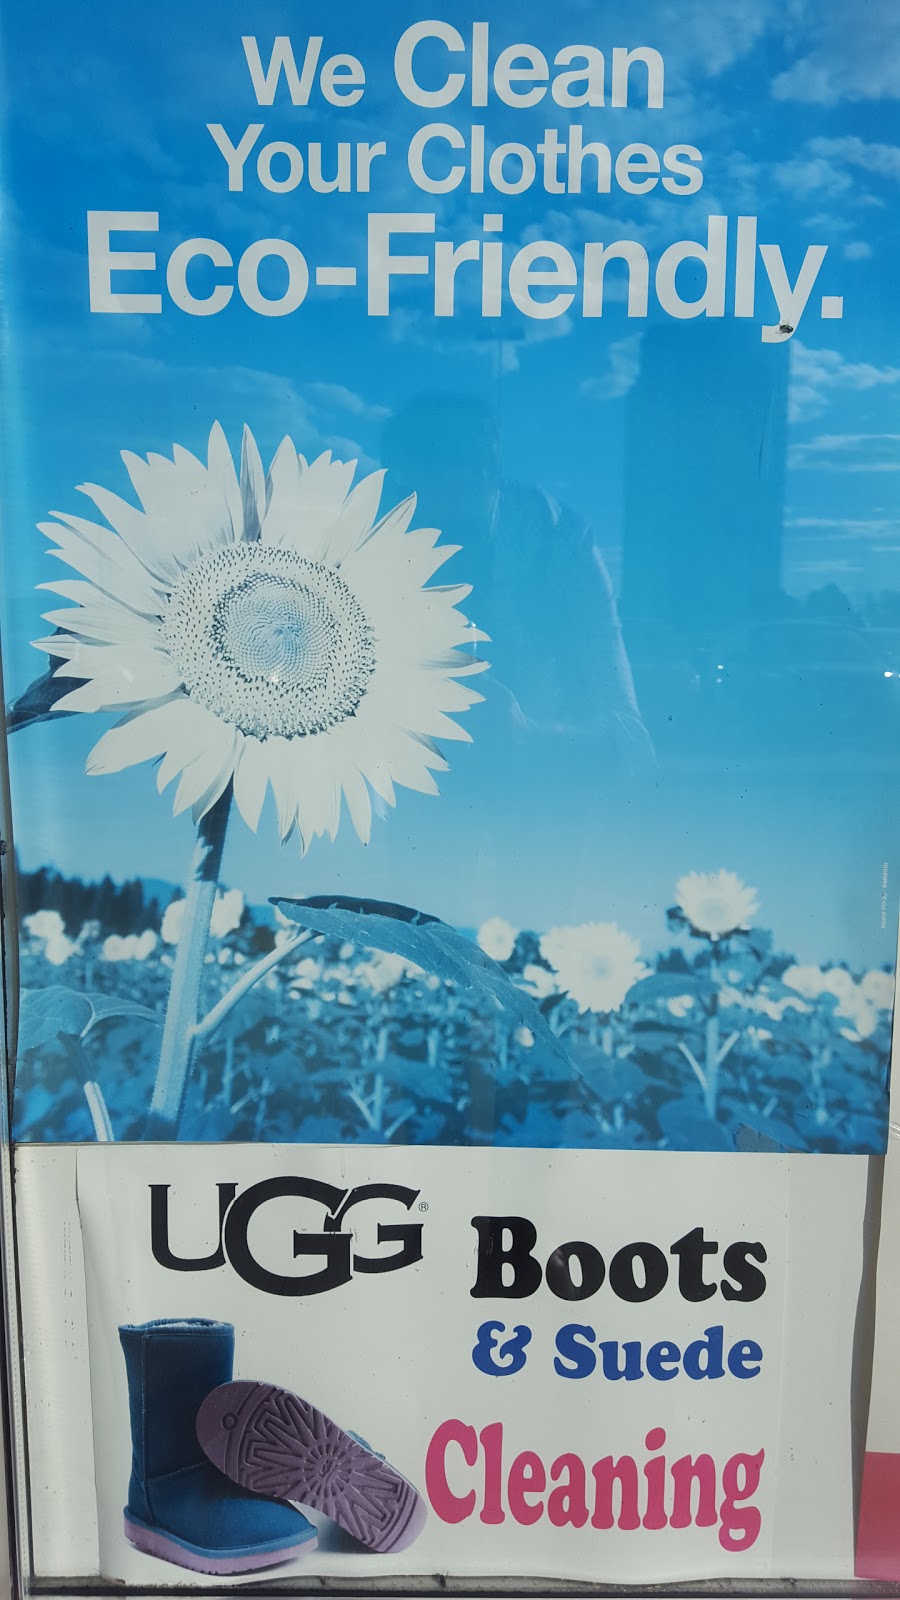 We Clean
Your Clothes
Eco-Friendly.
UGG®
Boots
& Suede
Cleaning